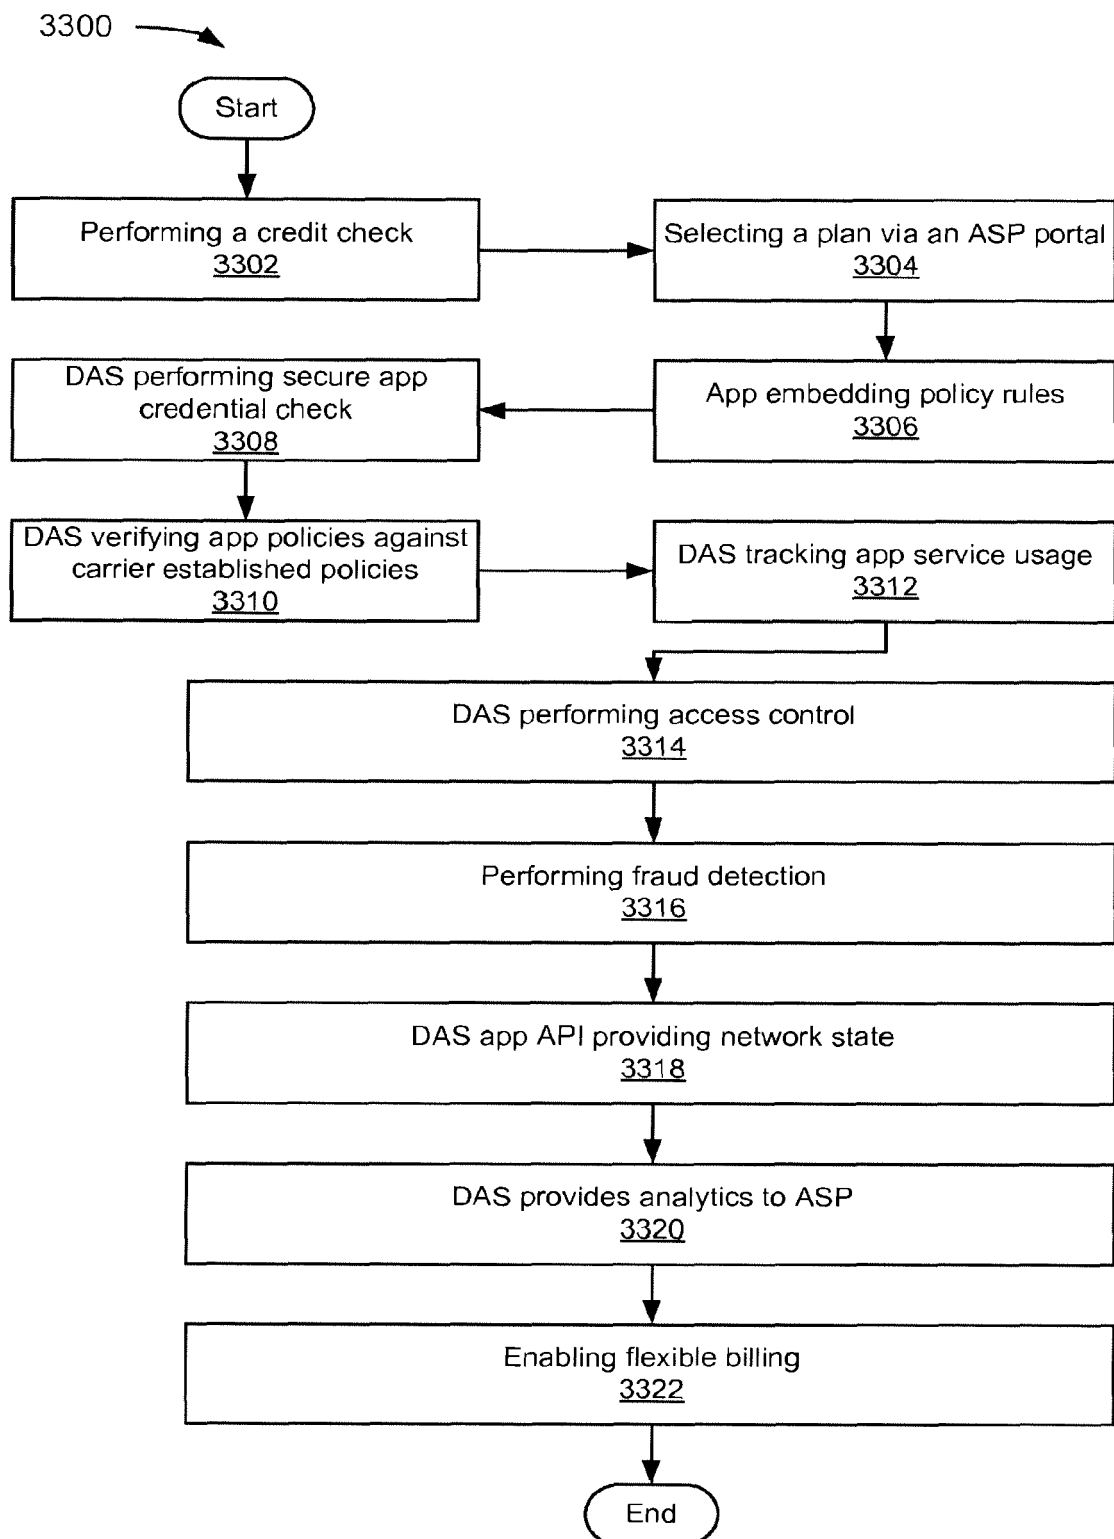 3300
Start
Performing a credit check
3302
Selecting a plan via an ASP portal
3304
App embedding policy rules
3306
DAS performing secure app
credential check
3308
DAS verifying app policies against
carrier established policies
3310
DAS tracking app service usage
3312
DAS performing access control
3314
Performing fraud detection
3316
DAS app API providing network state
3318
DAS provides analytics to ASP
3320
Enabling flexible billing
3322
End